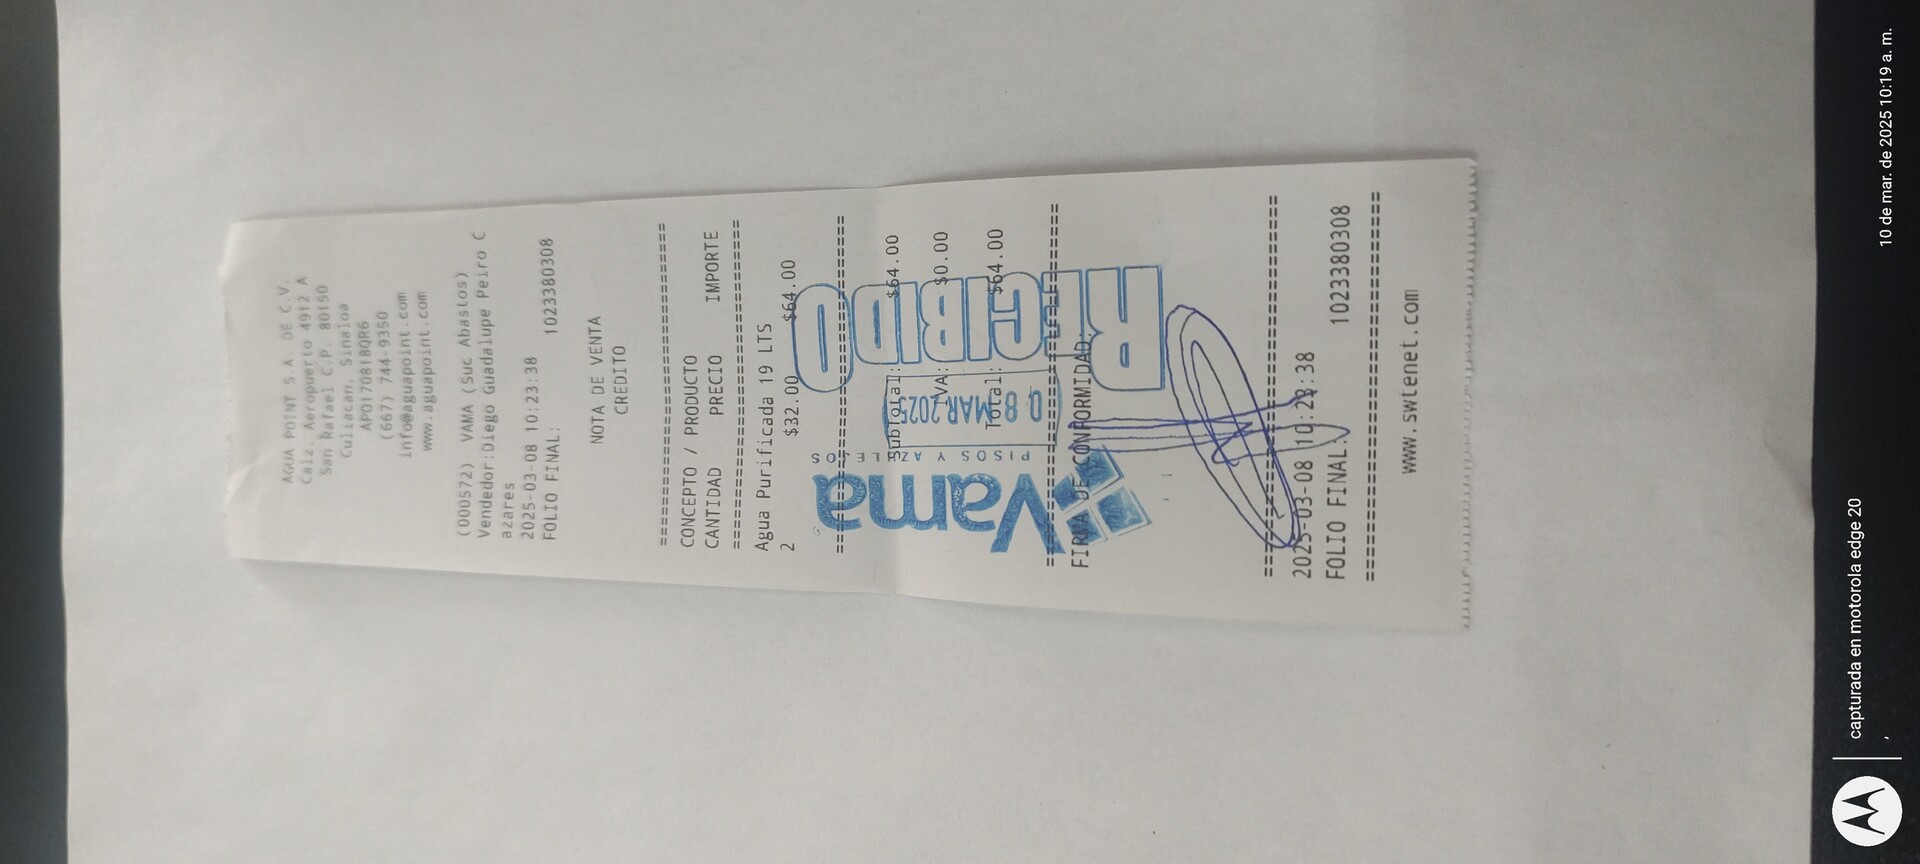 AGUA POINT S.A. DE C.V.
Calz. Aeropuerto 4912 A
San Rafael C.P. 80150
Culiacan, Sinaloa
APO170818QR6
(667) 744-9350
info@aguapoint.com
www.aguapoint.com
(000572) VAMA (Suc Abastos)
Vendedor:Diego Guadalupe Peiro C
azares
2025-03-08 10:23:38
FOLIO FINAL: 1023380308
NOTA DE VENTA
CREDITO
================================
CONCEPTO / PRODUCTO
CANTIDAD PRECIO IMPORTE
================================
Agua Purificada 19 LTS
2 $32.00 $64.00
================================
SubTotal: $64.00
IVA: $0.00
Total: $64.00
================================
FIRMA DE CONFORMIDAD:
Vama
PISOS Y AZULEJOS
08 MAR 2025
RECIBIDO
================================
2025-03-08 10:23:38
FOLIO FINAL: 1023380308
================================
www.swtenet.com
capturada en motorola edge 20
,
10 de mar. de 2025 10:19 a. m.